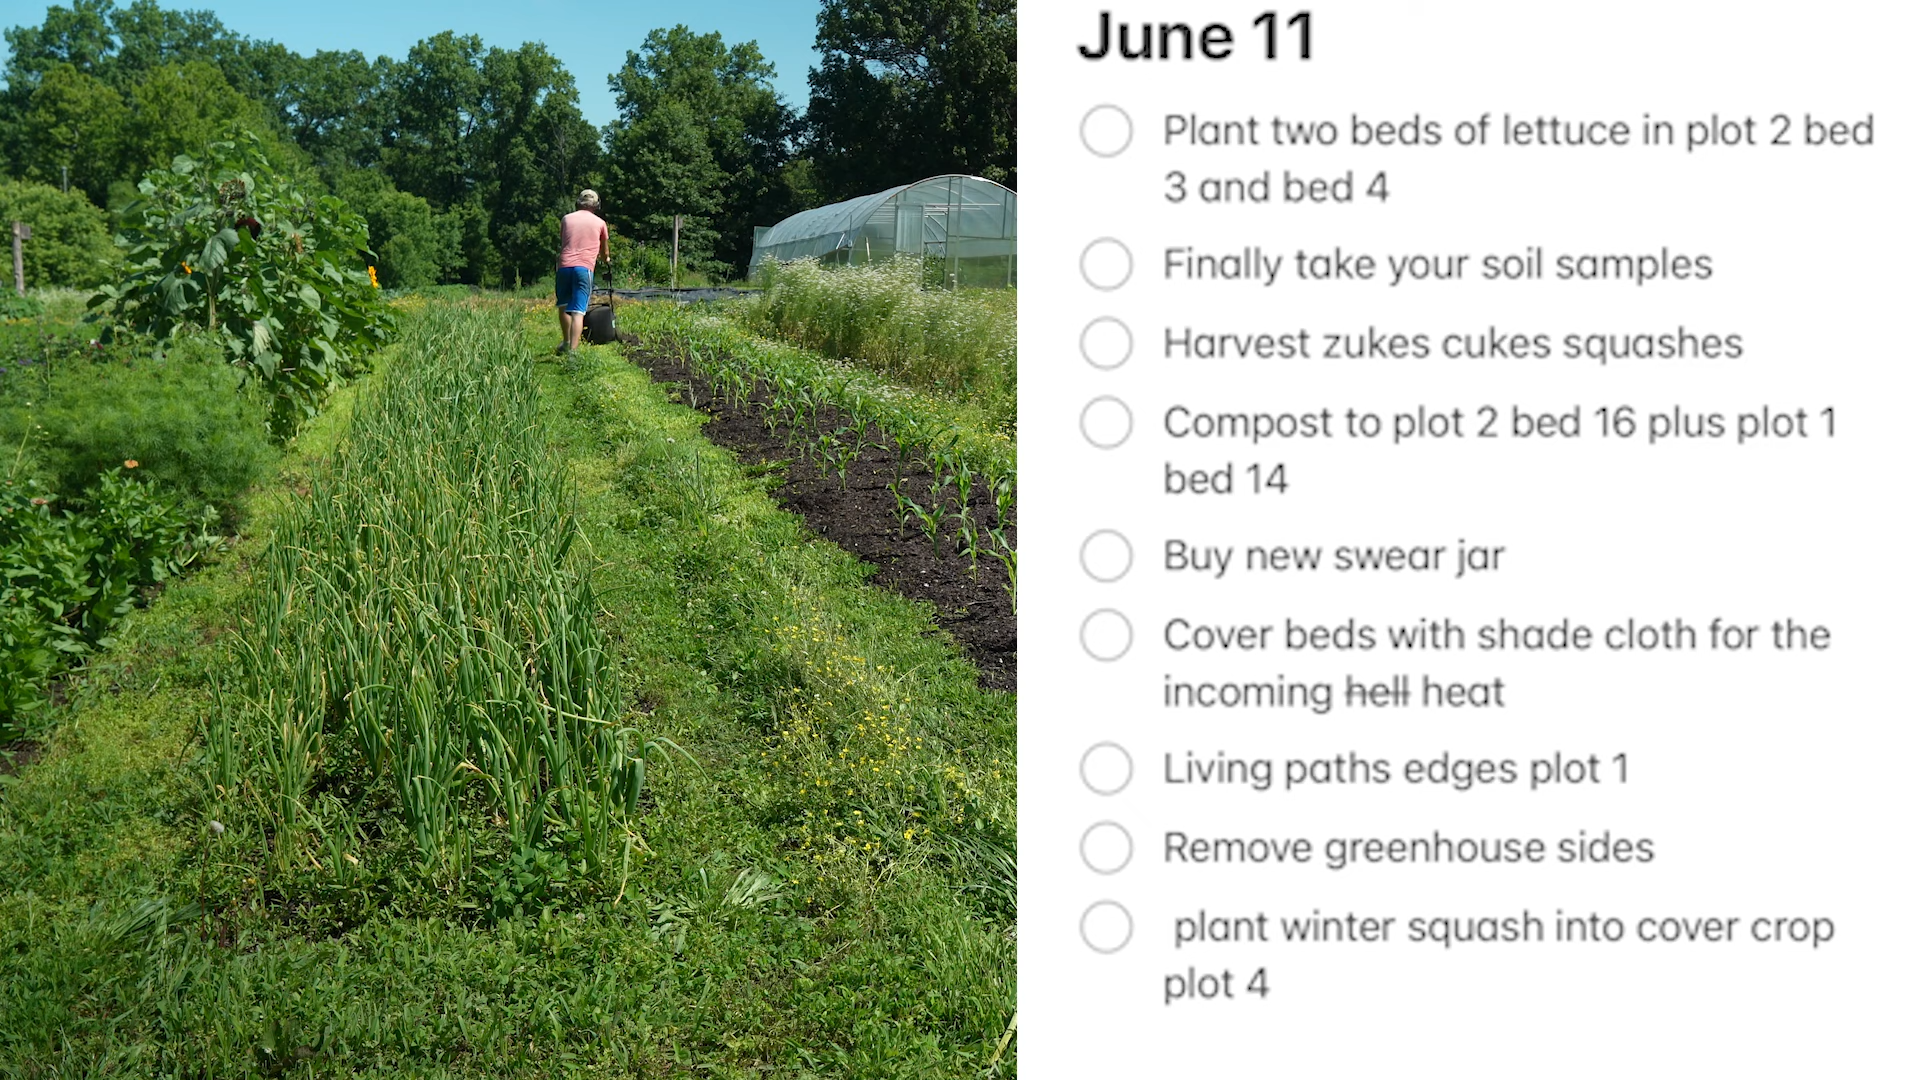 June 11
Plant two beds of lettuce in plot 2 bed
3 and bed 4
Finally take your soil samples
Harvest zukes cukes squashes
Compost to plot 2 bed 16 plus plot 1
bed 14
Buy new swear jar
Cover beds with shade cloth for the
incoming hell heat
Living paths edges plot 1
Remove greenhouse sides
plant winter squash into cover crop
plot 4